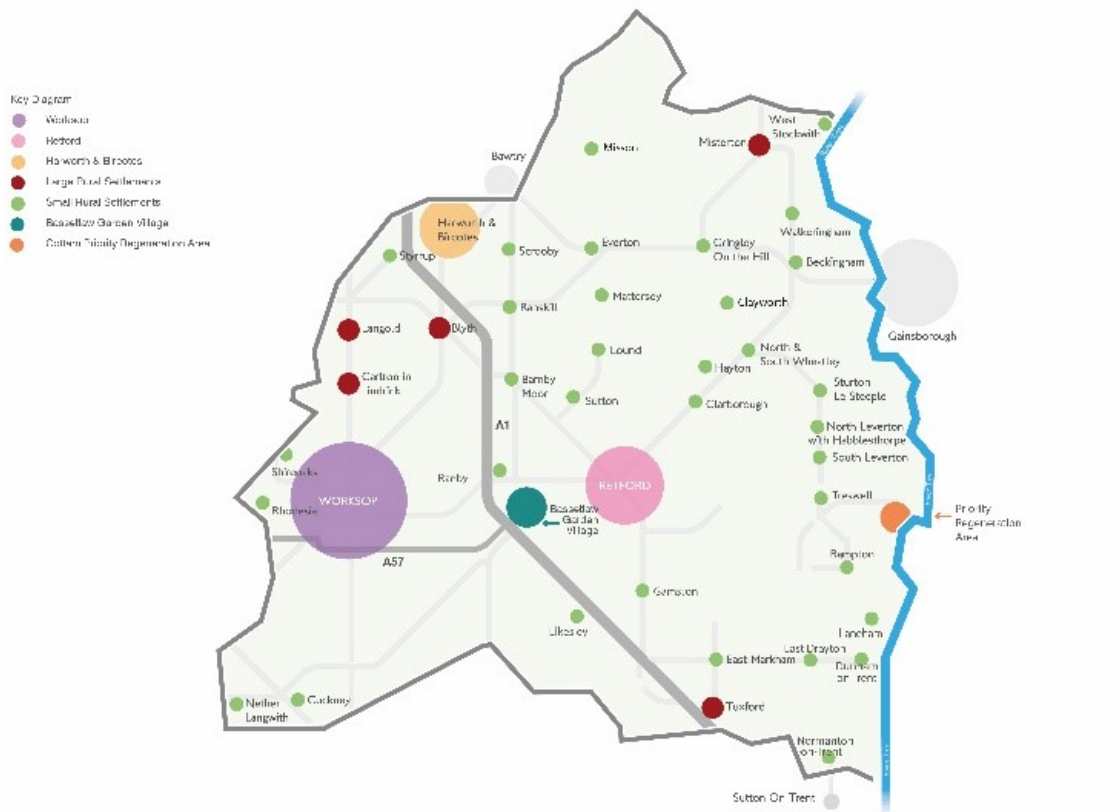 Key Diagram
Worksop
Retford
Harworth & Bircotes
Large Rural Settlements
Small Rural Settlements
Bassetlaw Garden Village
Cottam Priority Regeneration Area
West
Stockwith
Misterton
Misson
Bawtry
Harworth &
Bircotes
Styrrup
Scrooby
Everton
Gringley
On the Hill
Walkeringham
Beckingham
Mattersey
Clayworth
Ranskill
Gainsborough
Langold
Blyth
Lound
North &
South Wheatley
Hayton
Carlton in
Lindrick
Barnby
Moor
Sutton
Clarborough
Sturton
Le Steeple
A1
North Leverton
with Habblesthorpe
South Leverton
Shireoaks
Ranby
RETFORD
WORKSOP
Treswell
Rhodesia
Bassetlaw
Garden
Village
Priority
Regeneration
Area
A57
Rampton
Gamston
Elkesley
Laneham
East Markham
East Drayton
Dunham
on Trent
Nether
Langwith
Cuckney
Tuxford
Normanton
-on-Trent
Sutton On Trent